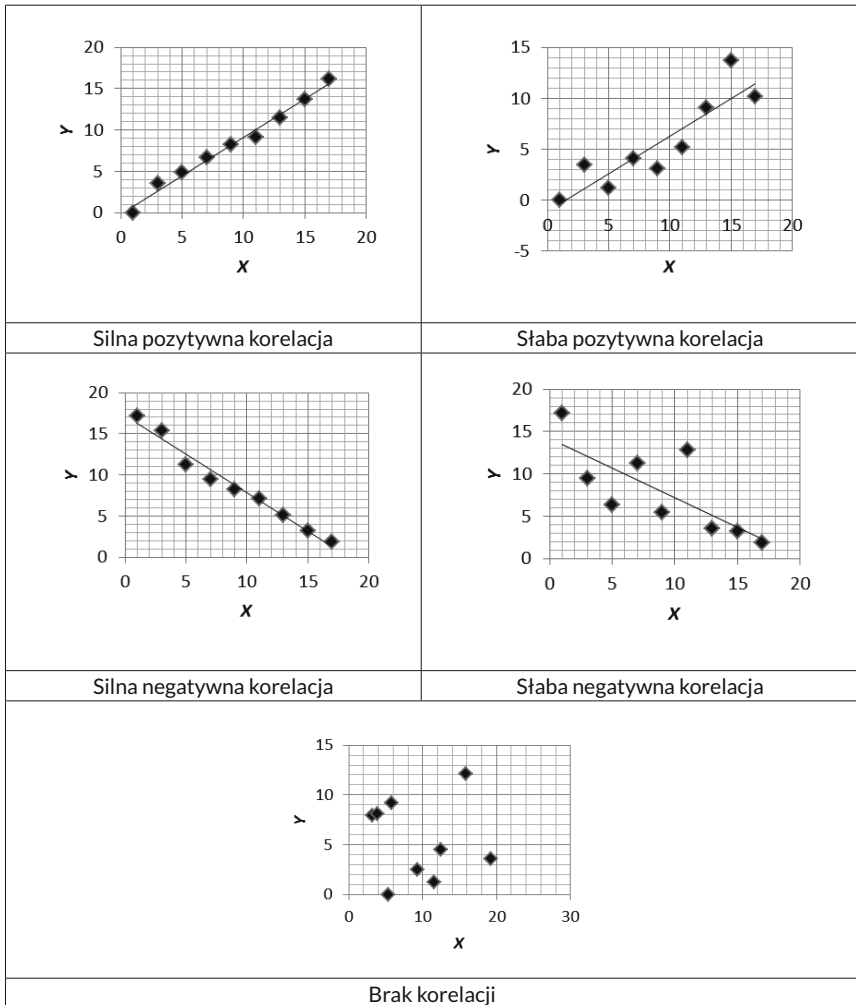 20
15
10
5
0
Y
0 5 10 15 20
X
15
10
5
0
-5
Y
0 5 10 15 20
X
Silna pozytywna korelacja
Słaba pozytywna korelacja
20
15
10
5
0
Y
0 5 10 15 20
X
20
15
10
5
0
Y
0 5 10 15 20
X
Silna negatywna korelacja
Słaba negatywna korelacja
15
10
5
0
Y
0 10 20 30
X
Brak korelacji